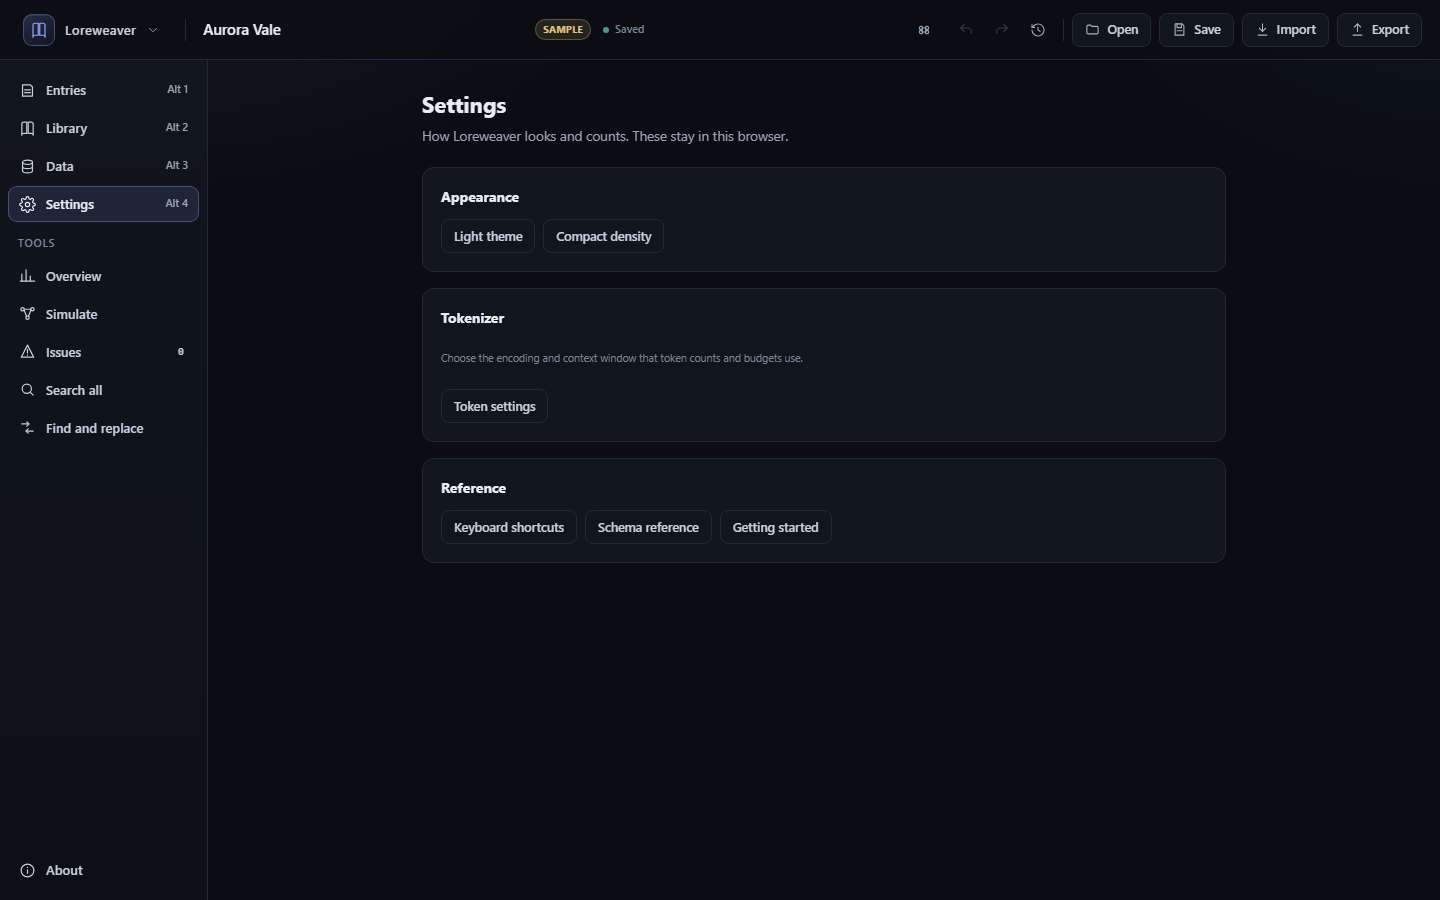 Loreweaver
Aurora Vale
SAMPLE
Saved
88
Open
Save
Import
Export
Entries Alt 1
Library Alt 2
Data Alt 3
Settings Alt 4
TOOLS
Overview
Simulate
Issues 0
Search all
Find and replace
About
Settings
How Loreweaver looks and counts. These stay in this browser.
Appearance
Light theme
Compact density
Tokenizer
Choose the encoding and context window that token counts and budgets use.
Token settings
Reference
Keyboard shortcuts
Schema reference
Getting started